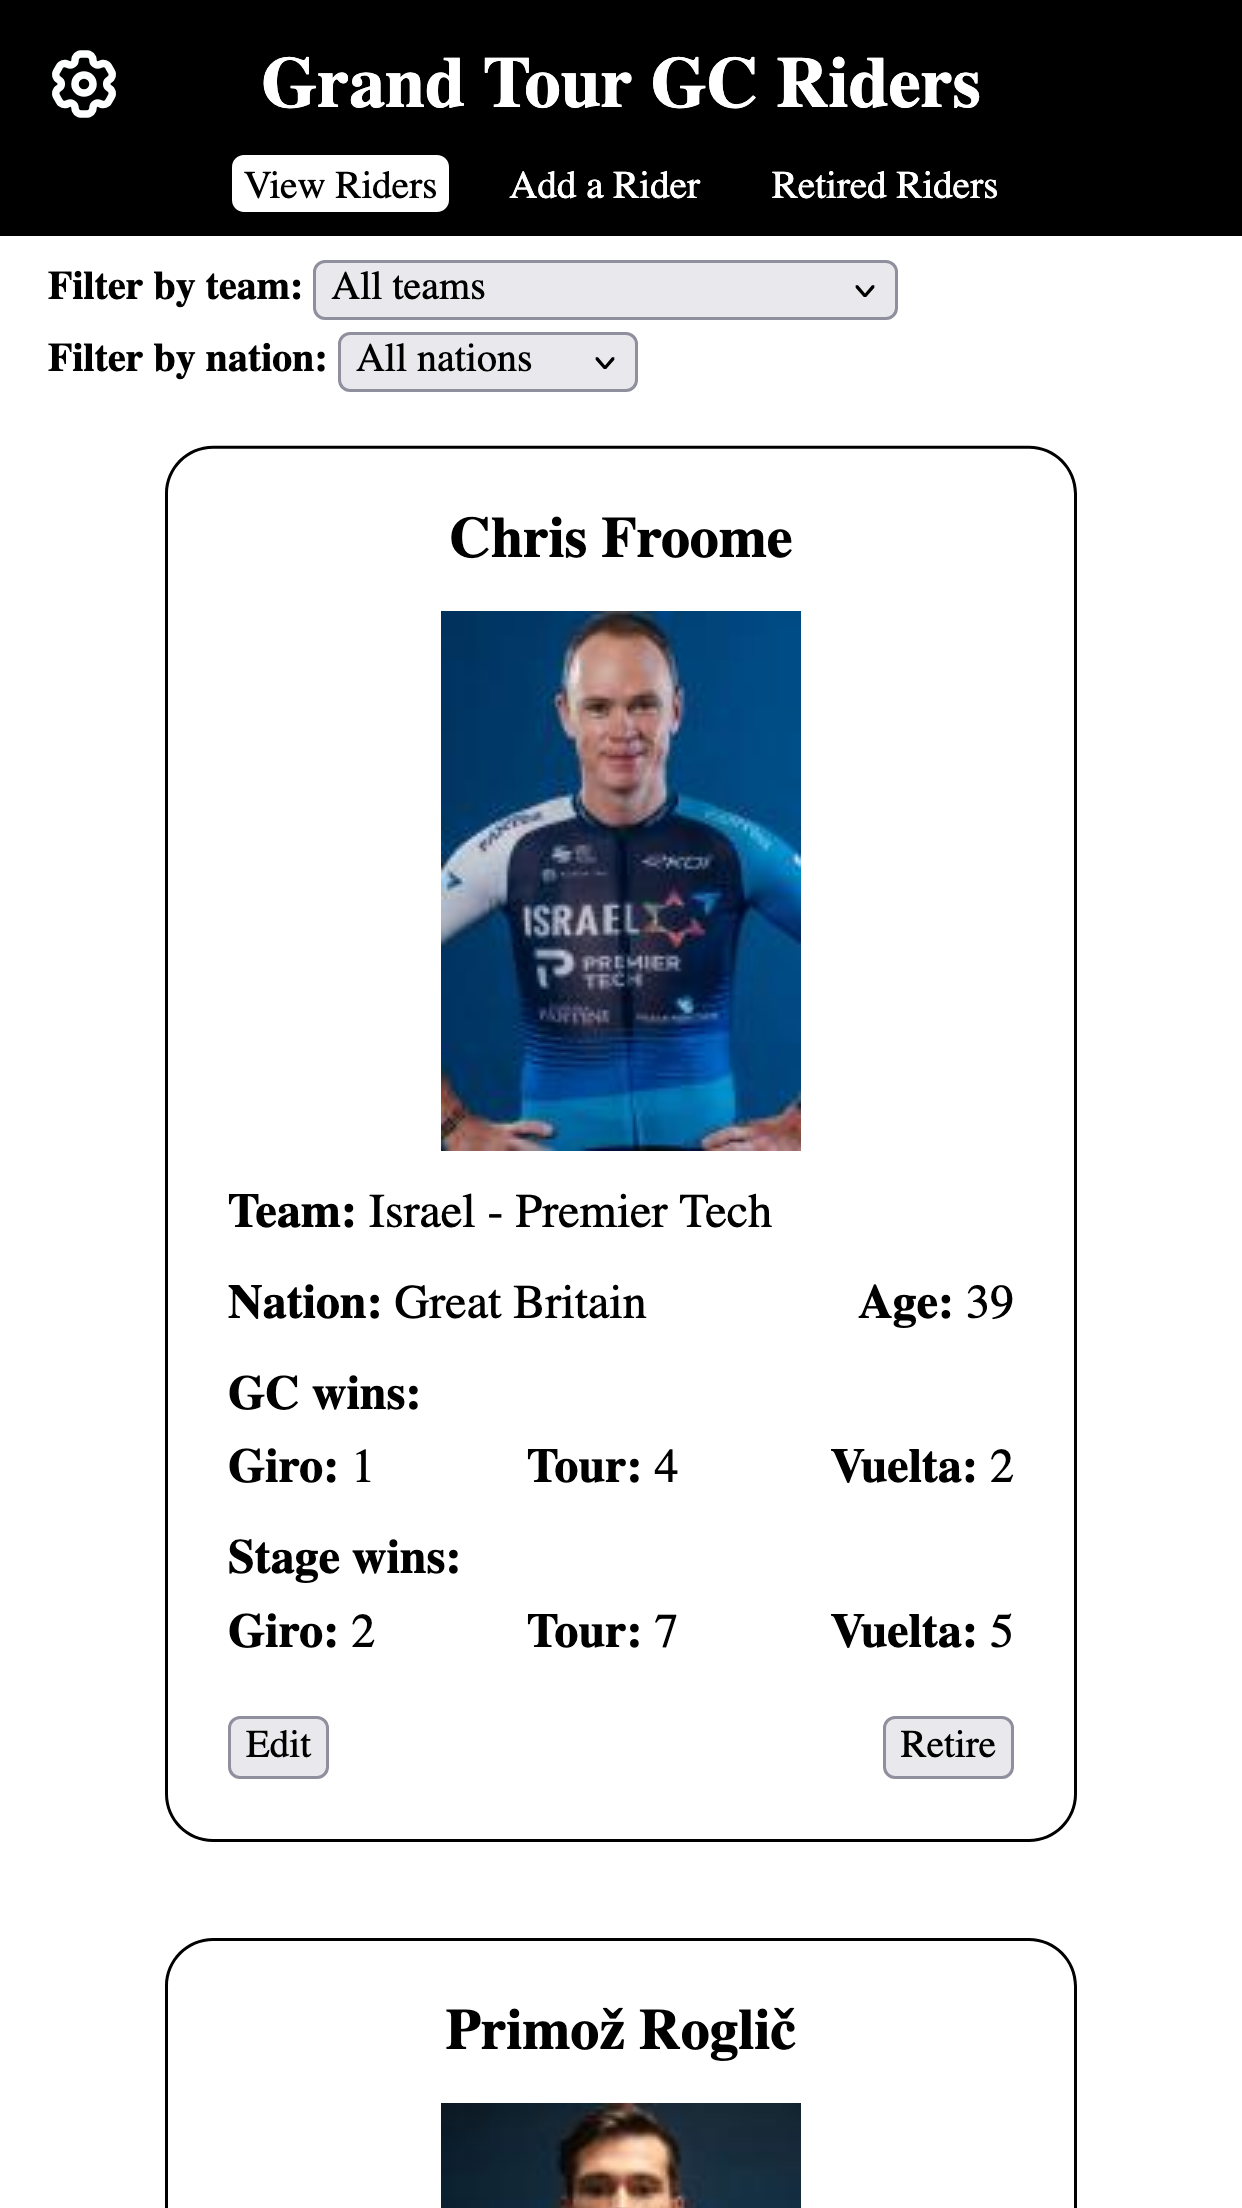 Grand Tour GC Riders
View Riders Add a Rider Retired Riders
Filter by team: All teams
Filter by nation: All nations
Chris Froome
ISRAEL
PREMIER
TECH
Team: Israel - Premier Tech
Nation: Great Britain Age: 39
GC wins:
Giro: 1 Tour: 4 Vuelta: 2
Stage wins:
Giro: 2 Tour: 7 Vuelta: 5
Edit Retire
Primož Roglič